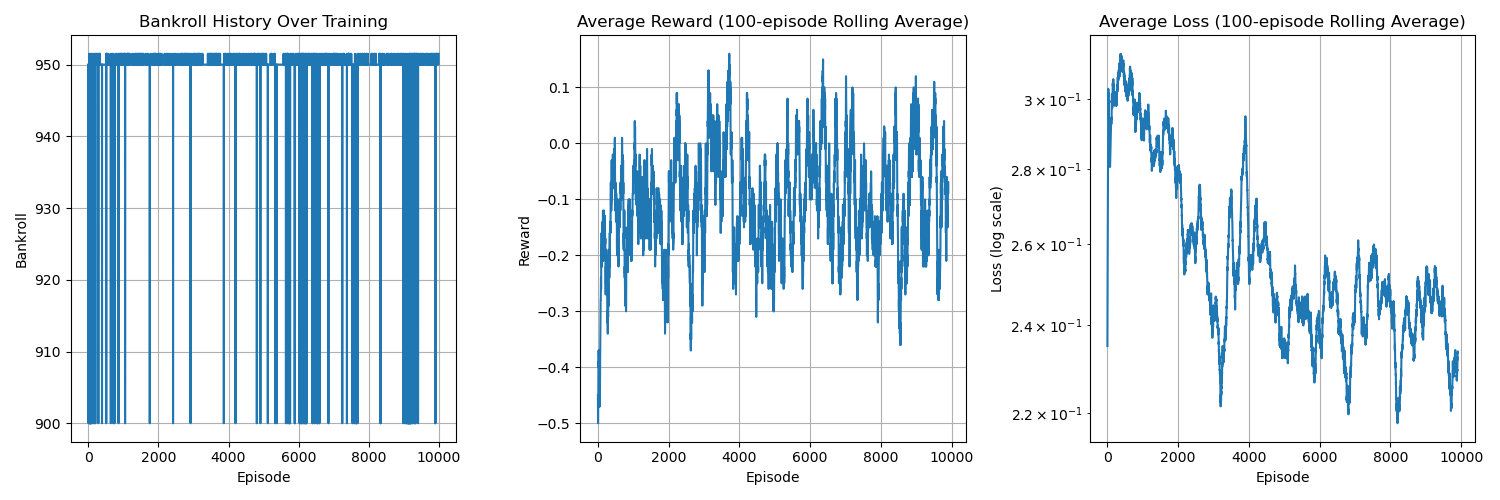 Bankroll History Over Training
Bankroll
950
940
930
920
910
900
0 2000 4000 6000 8000 10000
Episode
Average Reward (100-episode Rolling Average)
Reward
0.1
0.0
−0.1
−0.2
−0.3
−0.4
−0.5
0 2000 4000 6000 8000 10000
Episode
Average Loss (100-episode Rolling Average)
Loss (log scale)
3 × 10⁻¹
2.8 × 10⁻¹
2.6 × 10⁻¹
2.4 × 10⁻¹
2.2 × 10⁻¹
0 2000 4000 6000 8000 10000
Episode